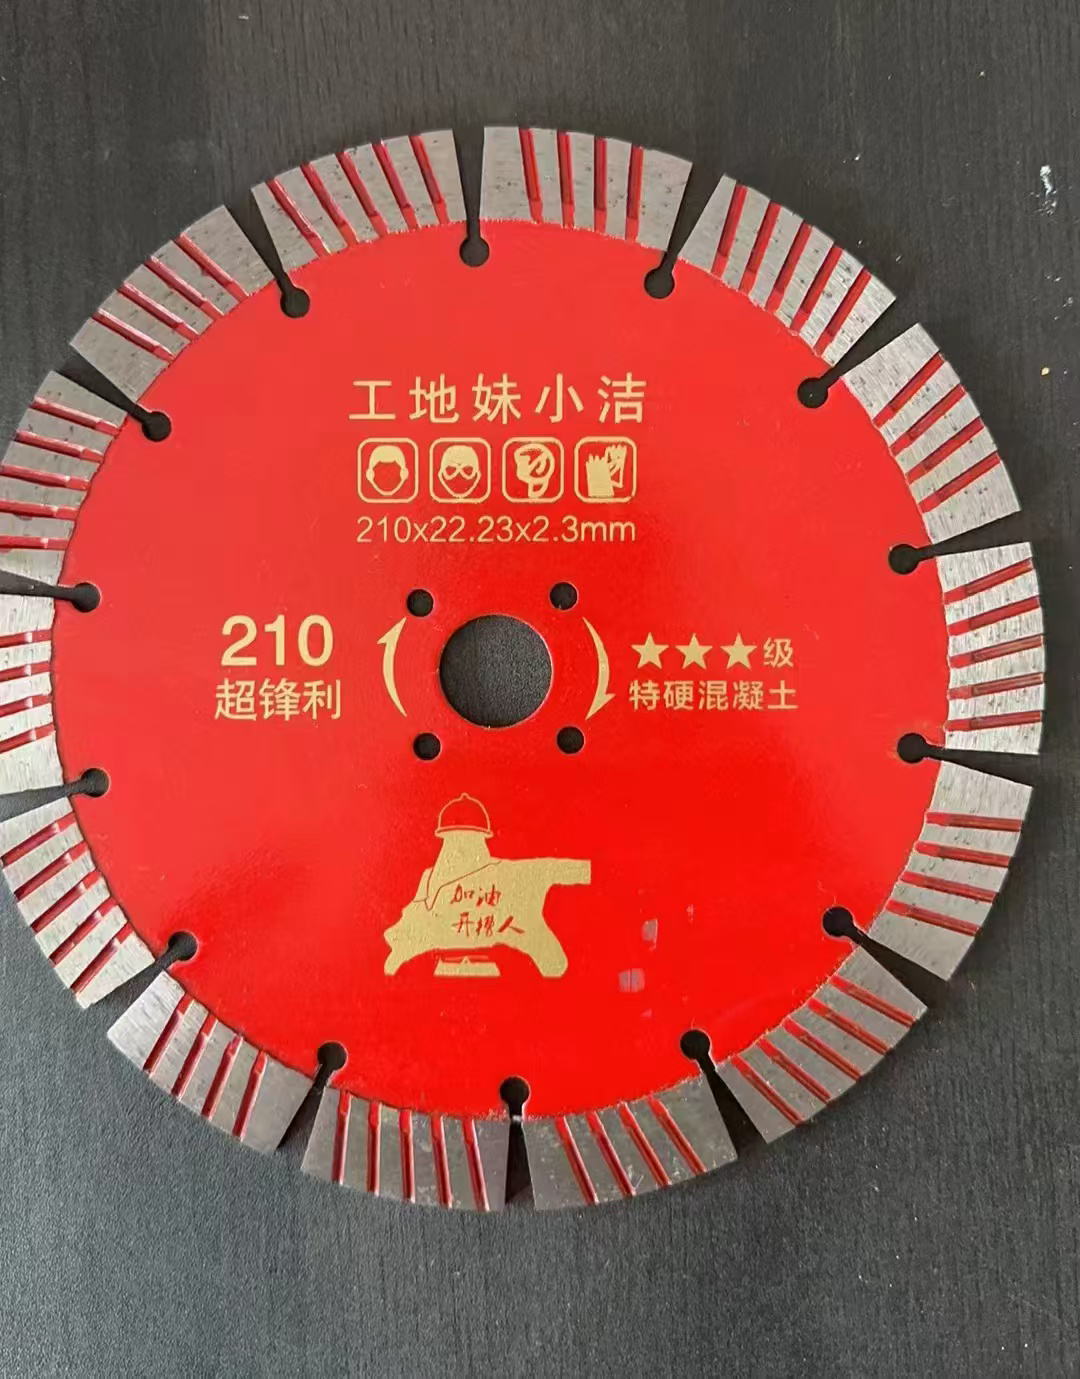 工地妹小洁
210x22.23x2.3mm
210
超锋利
★★★级
特硬混凝土
加油
开槽人